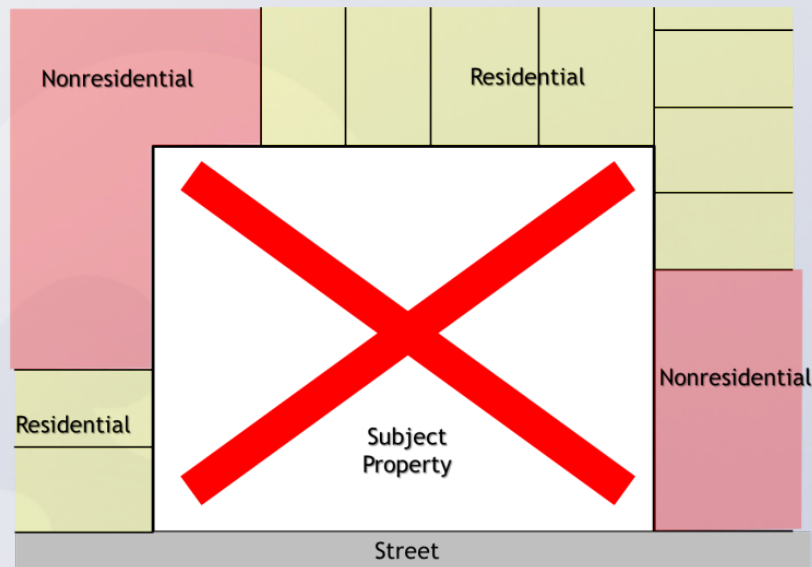 Nonresidential
Residential
Nonresidential
Residential
Subject
Property
Street